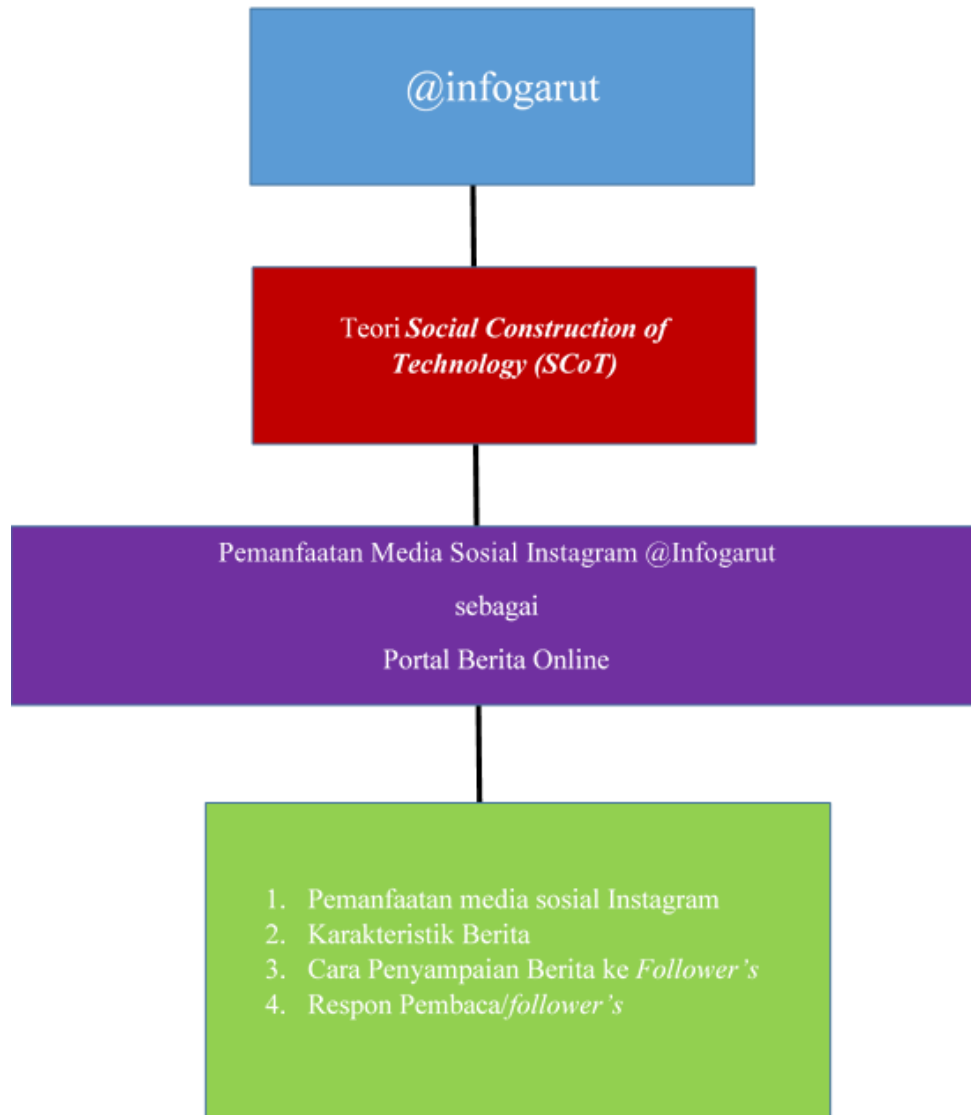 @infogarut
Teori Social Construction of
Technology (SCoT)
Pemanfaatan Media Sosial Instagram @Infogarut
sebagai
Portal Berita Online
1. Pemanfaatan media sosial Instagram
2. Karakteristik Berita
3. Cara Penyampaian Berita ke Follower’s
4. Respon Pembaca/follower’s